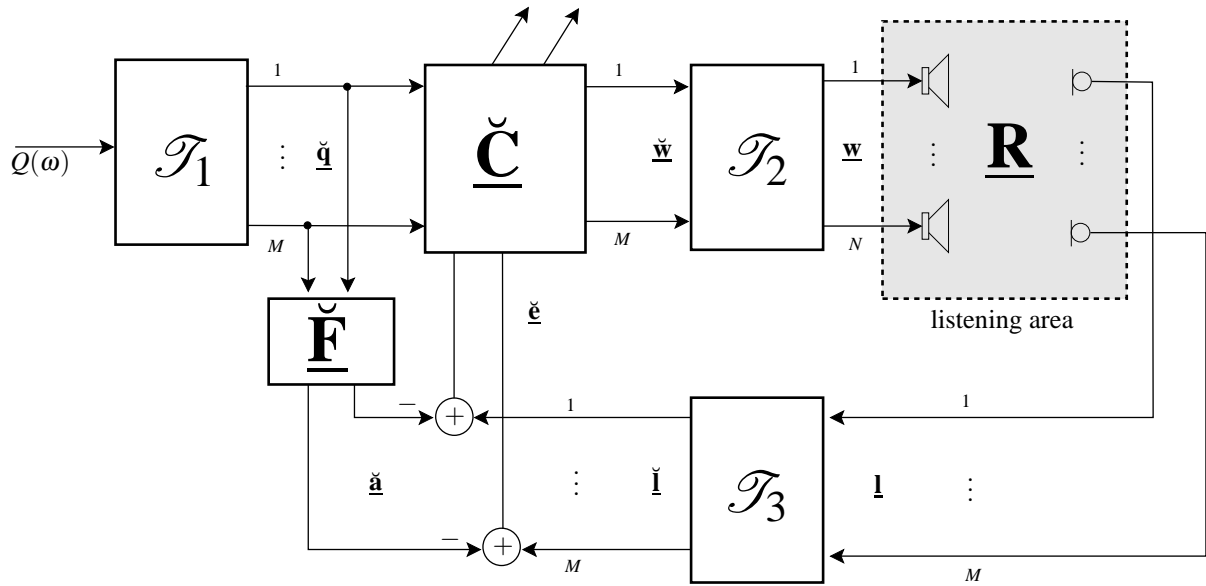 1 1 1
Q(ω) 𝒯₁ ⋮ q̲̆ C̲̆ w̲̆ 𝒯₂ w̲ ⋮ R̲ ⋮
M M N
F̲̆ ĕ̲ listening area
− + 1 1
ă̲ ⋮ l̲̆ 𝒯₃ l̲ ⋮
− + M M